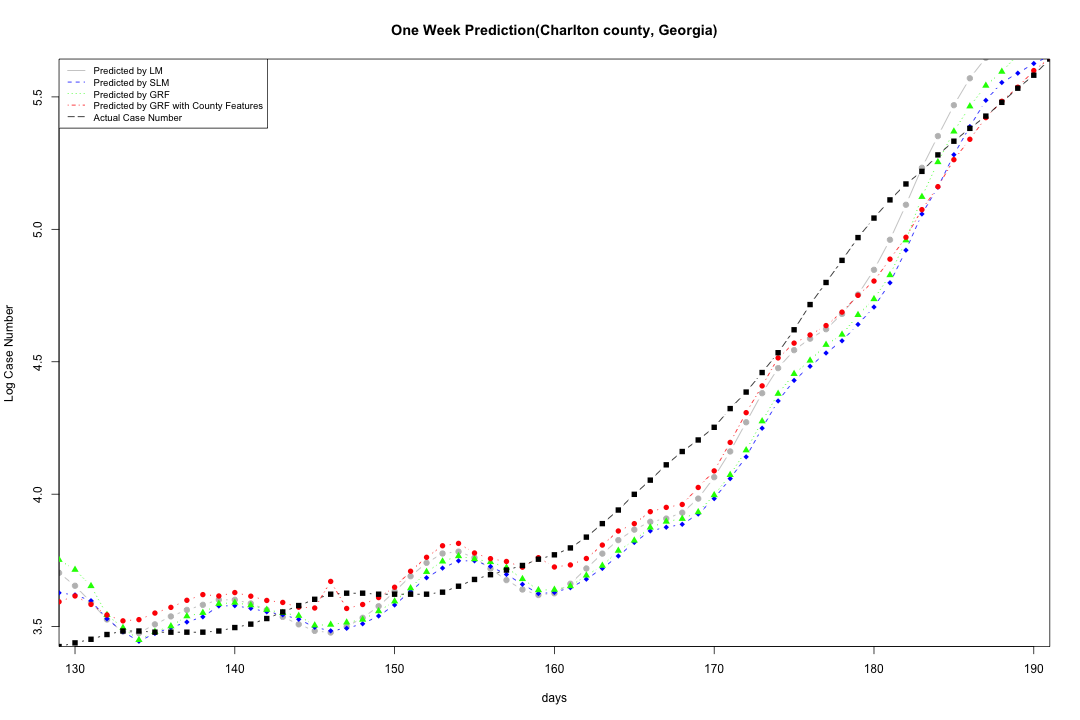 One Week Prediction(Charlton county, Georgia)
Predicted by LM
Predicted by SLM
Predicted by GRF
Predicted by GRF with County Features
Actual Case Number
Log Case Number
5.5
5.0
4.5
4.0
3.5
130 140 150 160 170 180 190
days